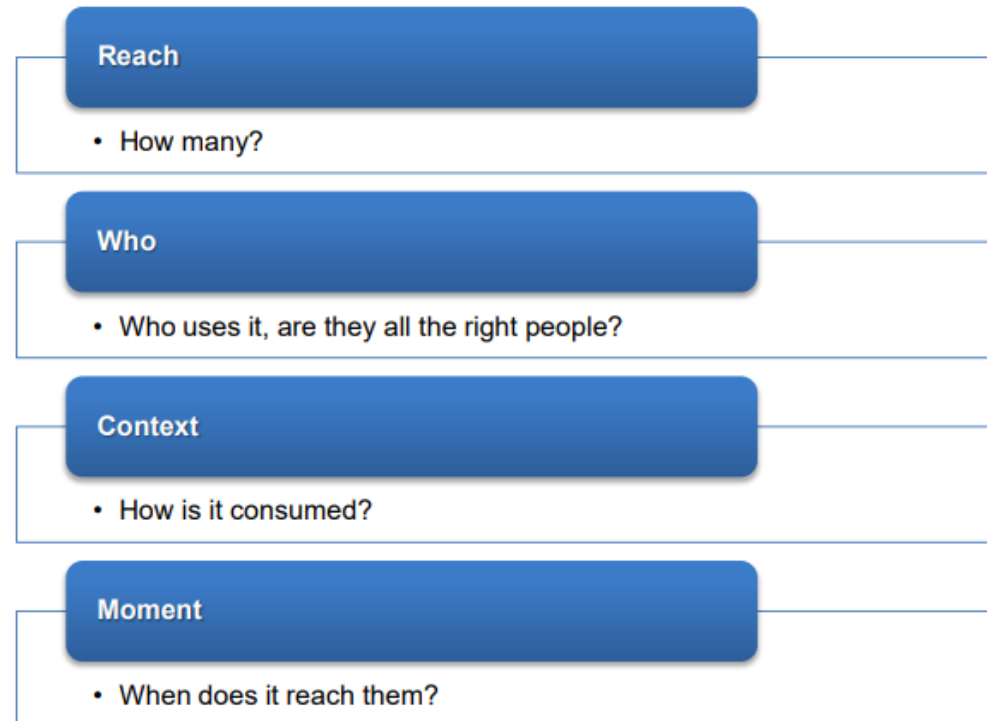 Reach
• How many?
Who
• Who uses it, are they all the right people?
Context
• How is it consumed?
Moment
• When does it reach them?